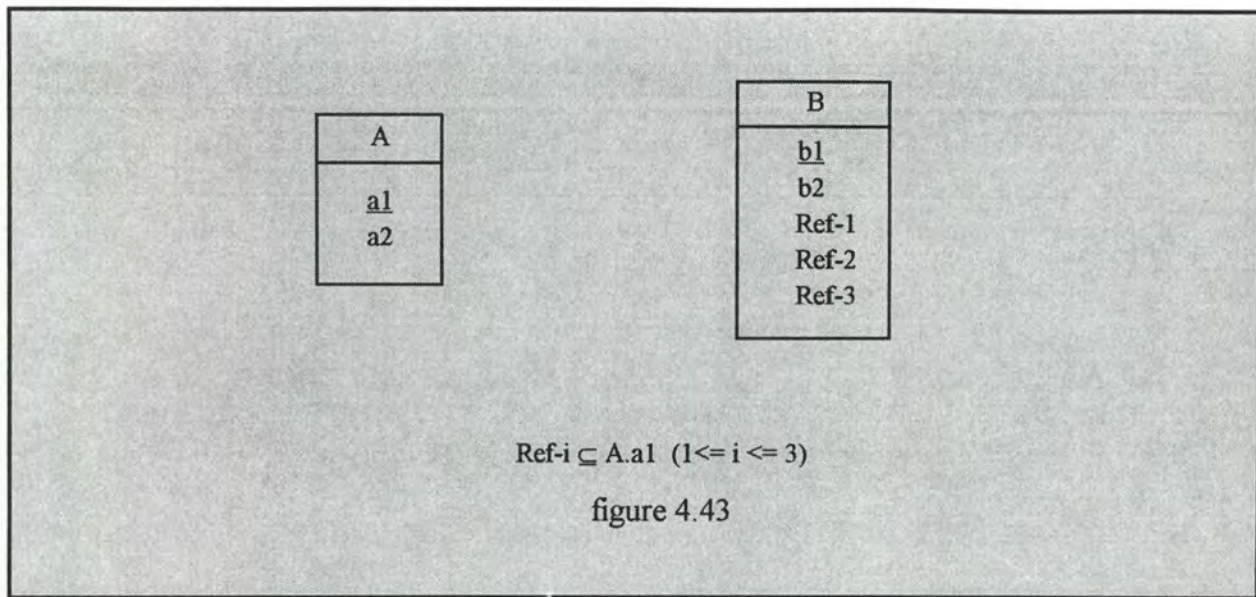 A
a1
a2
B
b1
b2
Ref-1
Ref-2
Ref-3
Ref-i ⊆ A.a1 (1<= i <= 3)
figure 4.43